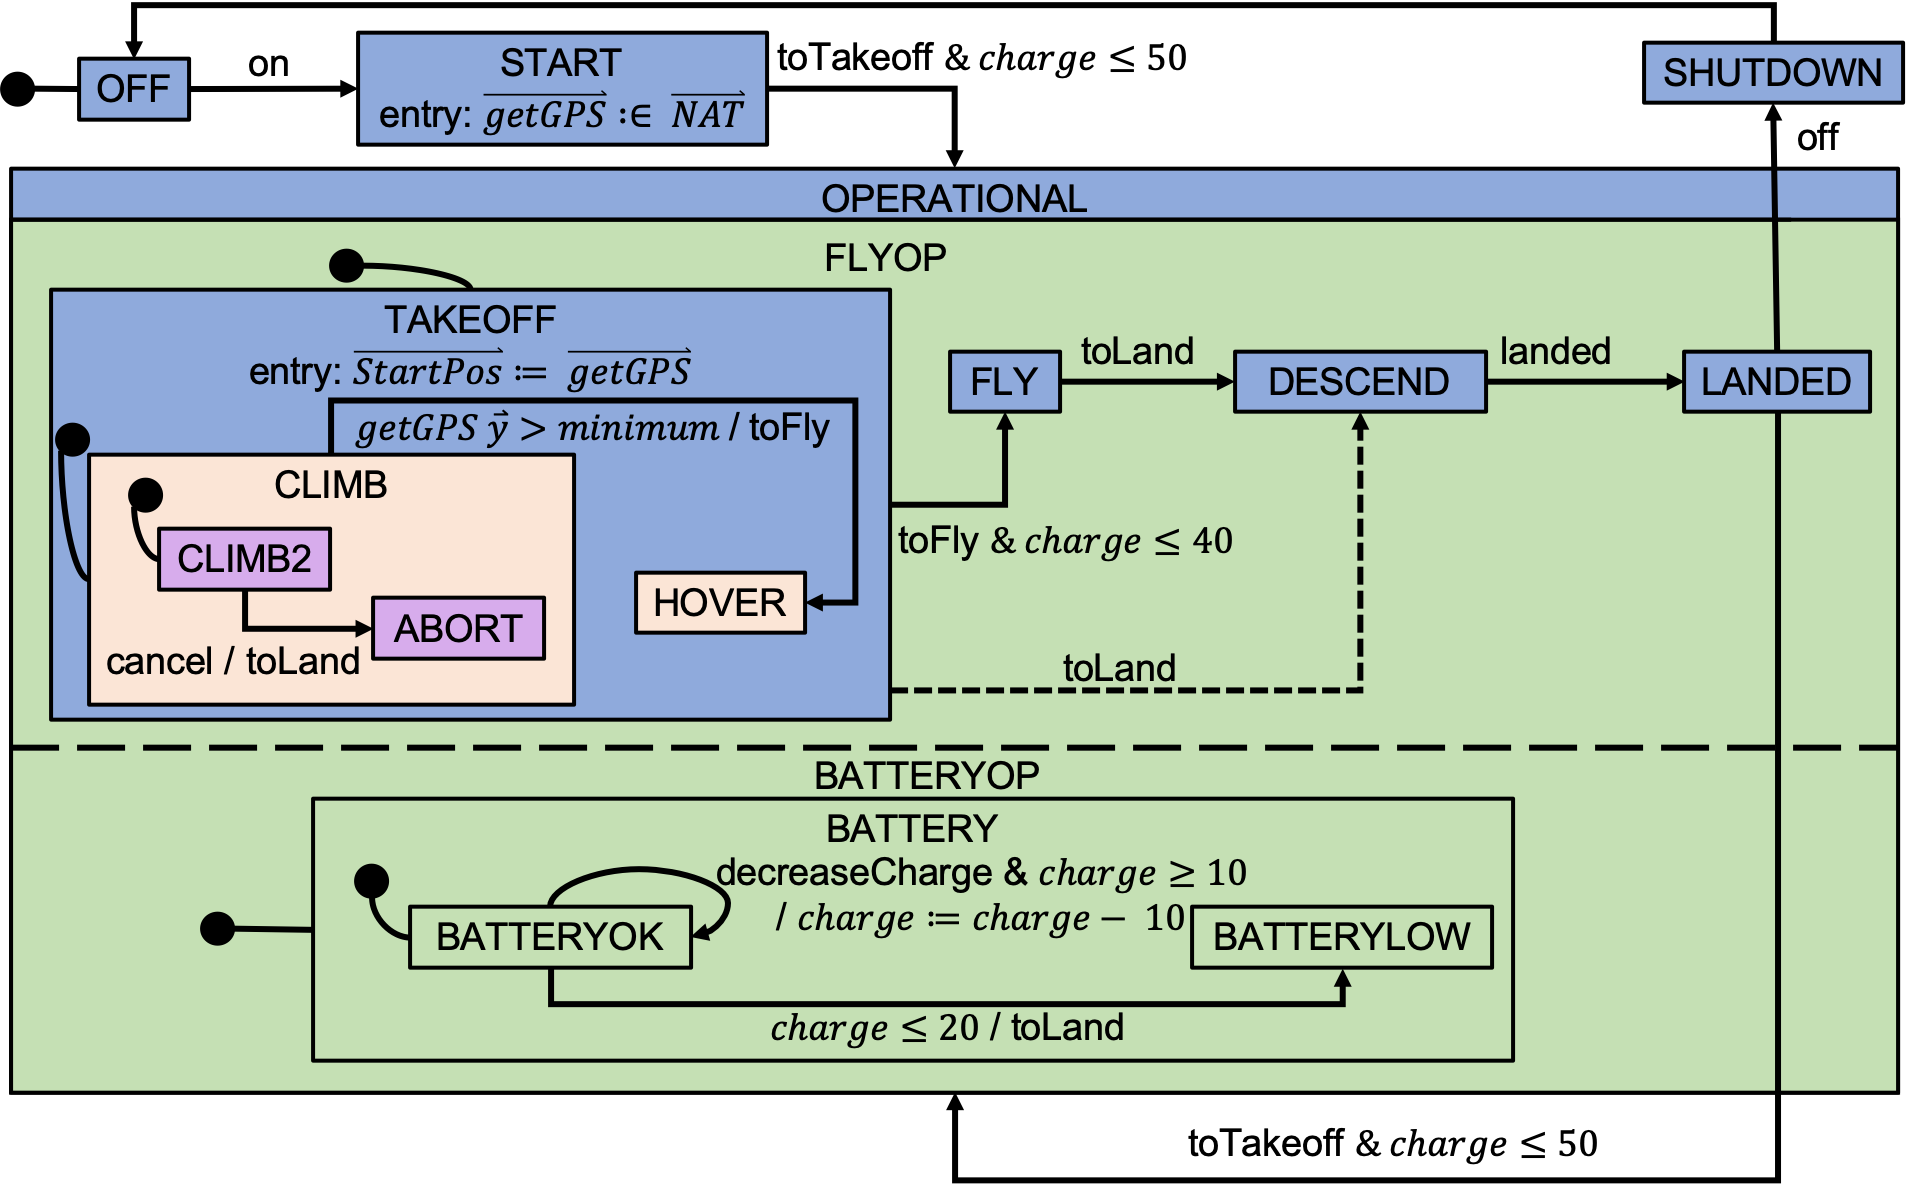 OFF
on
START
entry: getGPS :∈ NAT
toTakeoff & charge ≤ 50
SHUTDOWN
off
OPERATIONAL
FLYOP
TAKEOFF
entry: StartPos ≔ getGPS
getGPS y⃗ > minimum / toFly
CLIMB
CLIMB2
ABORT
cancel / toLand
HOVER
FLY
toLand
DESCEND
landed
LANDED
toFly & charge ≤ 40
toLand
BATTERYOP
BATTERY
decreaseCharge & charge ≥ 10
/ charge ≔ charge − 10
BATTERYOK
BATTERYLOW
charge ≤ 20 / toLand
toTakeoff & charge ≤ 50